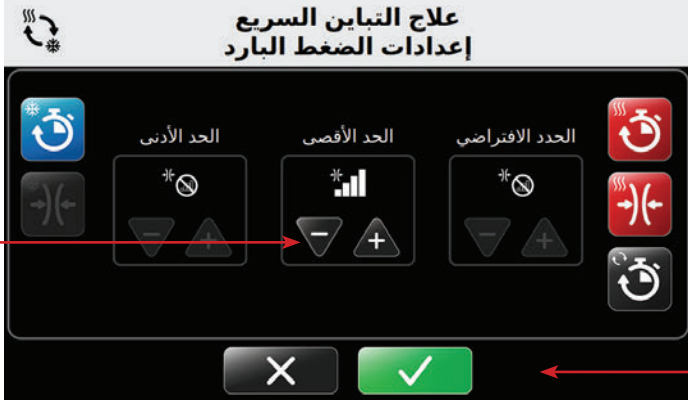 علاج التباين السريع
إعدادات الضغط البارد
الحدد الافتراضي
الحد الأقصى
الحد الأدنى